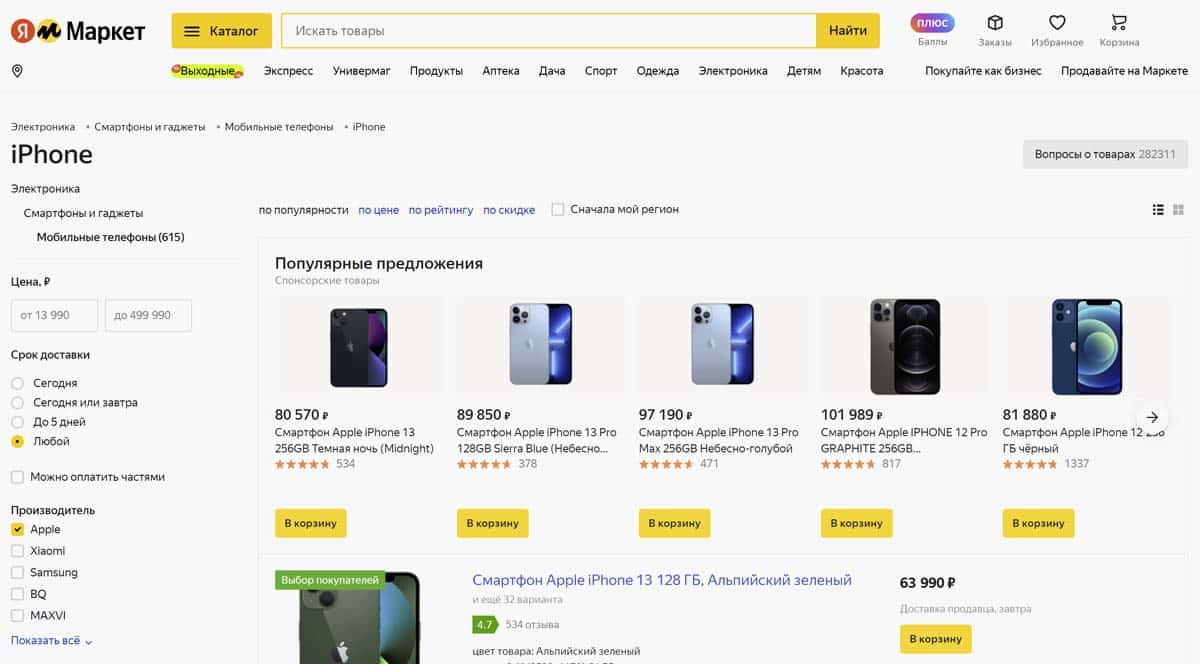 Я Маркет
Каталог
Искать товары
Найти
плюс
Баллы
Заказы
Избранное
Корзина
Выходные
Экспресс
Универмаг
Продукты
Аптека
Дача
Спорт
Одежда
Электроника
Детям
Красота
Покупайте как бизнес
Продавайте на Маркете
Электроника • Смартфоны и гаджеты • Мобильные телефоны • iPhone
iPhone
Вопросы о товарах 282311
Электроника
Смартфоны и гаджеты
Мобильные телефоны (615)
Цена, ₽
от 13 990
до 499 990
Срок доставки
Сегодня
Сегодня или завтра
До 5 дней
Любой
Можно оплатить частями
Производитель
Apple
Xiaomi
Samsung
BQ
MAXVI
Показать всё
по популярности
по цене
по рейтингу
по скидке
Сначала мой регион
Популярные предложения
Спонсорские товары
80 570 ₽
Смартфон Apple iPhone 13
256GB Темная ночь (Midnight)
534
В корзину
89 850 ₽
Смартфон Apple iPhone 13 Pro
128GB Sierra Blue (Небесно...
378
В корзину
97 190 ₽
Смартфон Apple iPhone 13 Pro
Max 256GB Небесно-голубой
471
В корзину
101 989 ₽
Смартфон Apple IPHONE 12 Pro
GRAPHITE 256GB...
817
В корзину
81 880 ₽
Смартфон Apple iPhone 12 256
ГБ чёрный
1337
В корзину
Выбор покупателей
Смартфон Apple iPhone 13 128 ГБ, Альпийский зеленый
и ещё 32 варианта
4.7
534 отзыва
цвет товара: Альпийский зеленый
63 990 ₽
Доставка продавца, завтра
В корзину